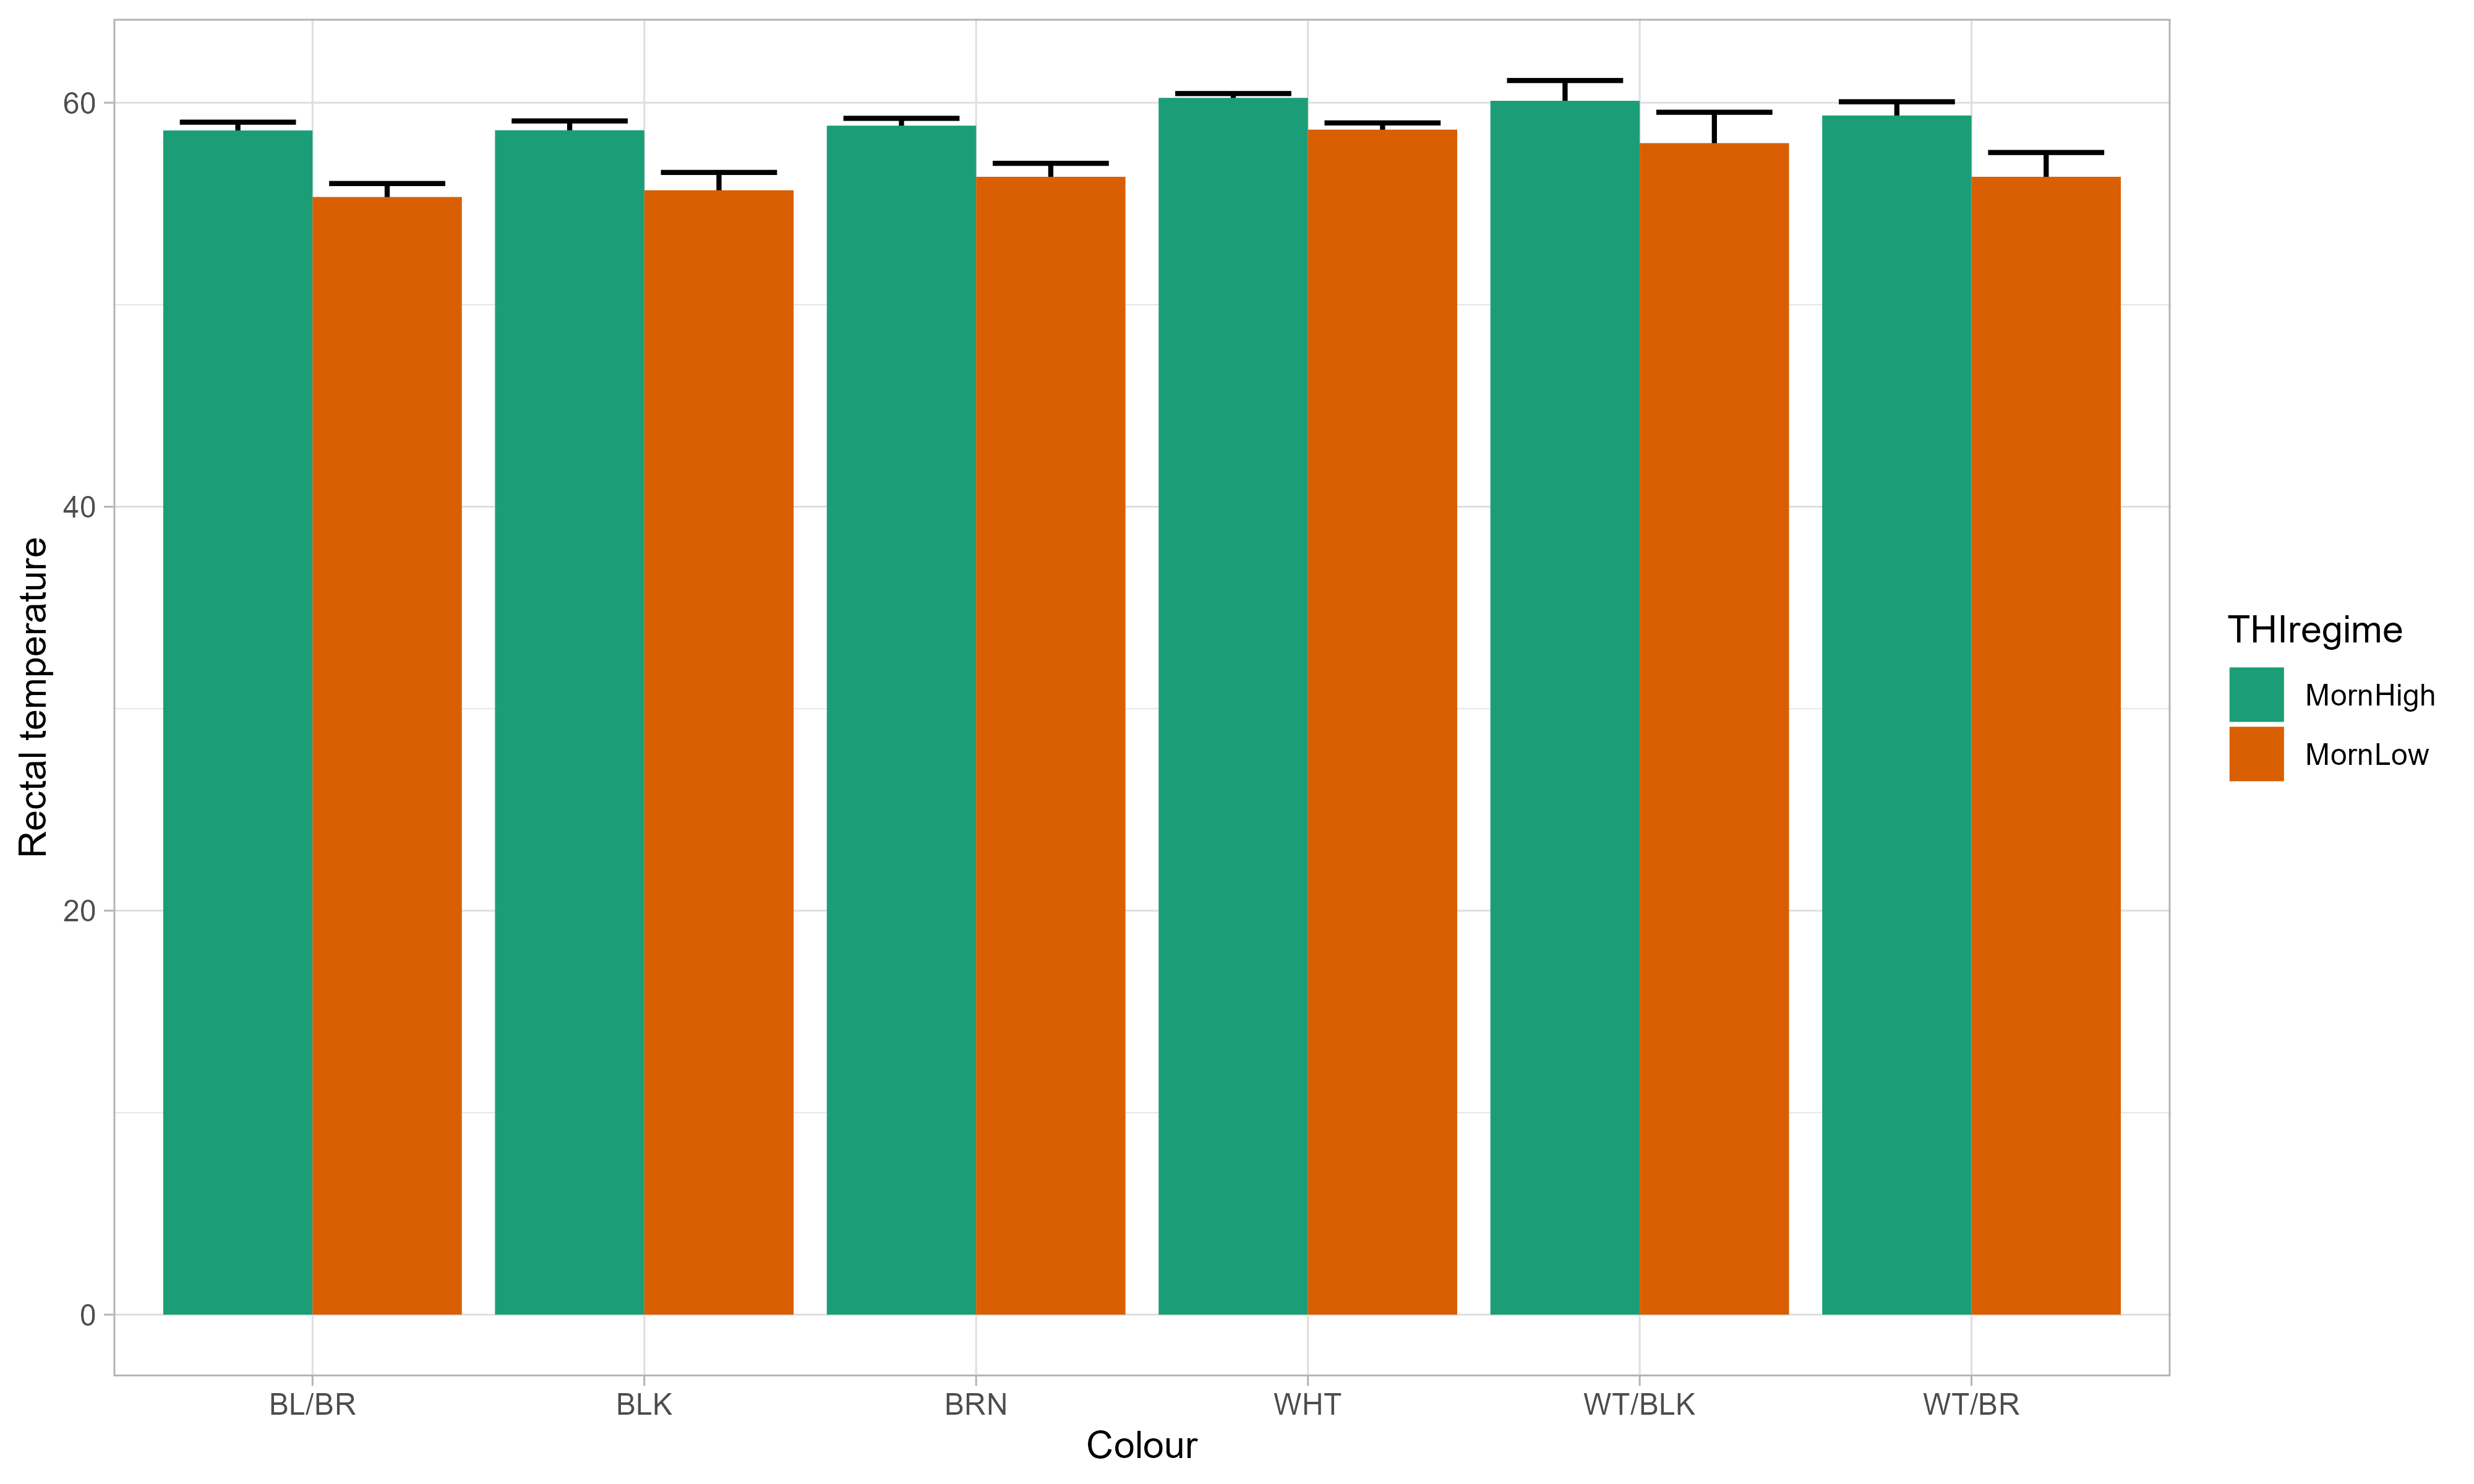 Rectal temperature
60
40
20
0
BL/BR BLK BRN WHT WT/BLK WT/BR
Colour
THIregime
MornHigh
MornLow